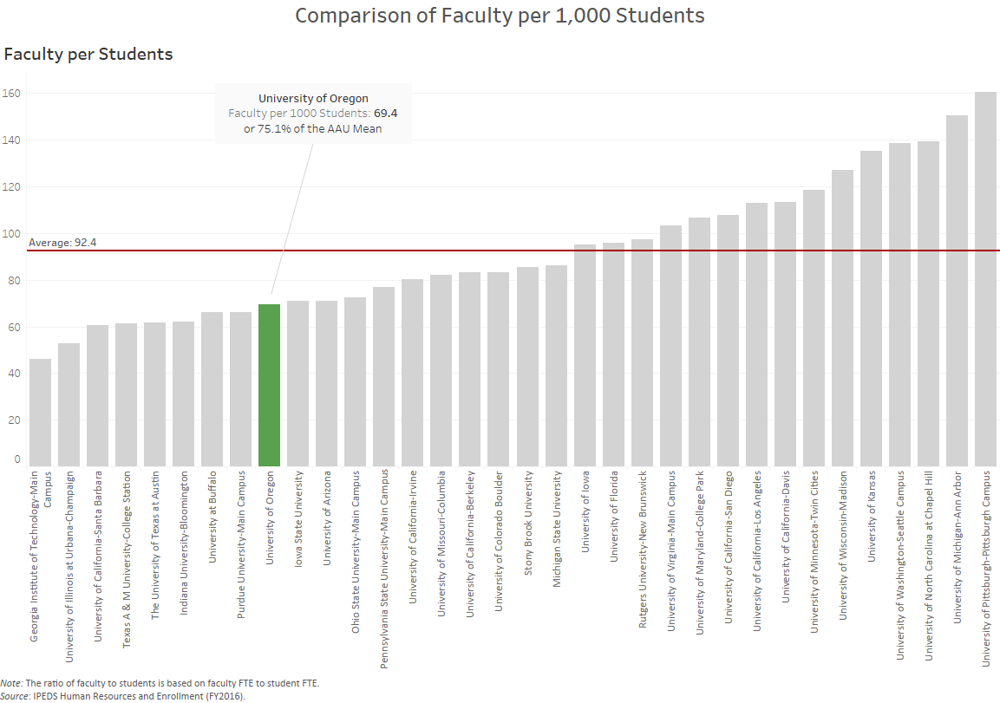 Comparison of Faculty per 1,000 Students
Faculty per Students
160
140
120
100
80
60
40
20
0
University of Oregon
Faculty per 1000 Students: 69.4
or 75.1% of the AAU Mean
Average: 92.4
Georgia Institute of Technology-Main
Campus
University of Illinois at Urbana-Champaign
University of California-Santa Barbara
Texas A & M University-College Station
The University of Texas at Austin
Indiana University-Bloomington
University at Buffalo
Purdue University-Main Campus
University of Oregon
Iowa State University
University of Arizona
Ohio State University-Main Campus
Pennsylvania State University-Main Campus
University of California-Irvine
University of Missouri-Columbia
University of California-Berkeley
University of Colorado Boulder
Stony Brook University
Michigan State University
University of Iowa
University of Florida
Rutgers University-New Brunswick
University of Virginia-Main Campus
University of Maryland-College Park
University of California-San Diego
University of California-Los Angeles
University of California-Davis
University of Minnesota-Twin Cities
University of Wisconsin-Madison
University of Kansas
University of Washington-Seattle Campus
University of North Carolina at Chapel Hill
University of Michigan-Ann Arbor
University of Pittsburgh-Pittsburgh Campus
Note: The ratio of faculty to students is based on faculty FTE to student FTE.
Source: IPEDS Human Resources and Enrollment (FY2016).